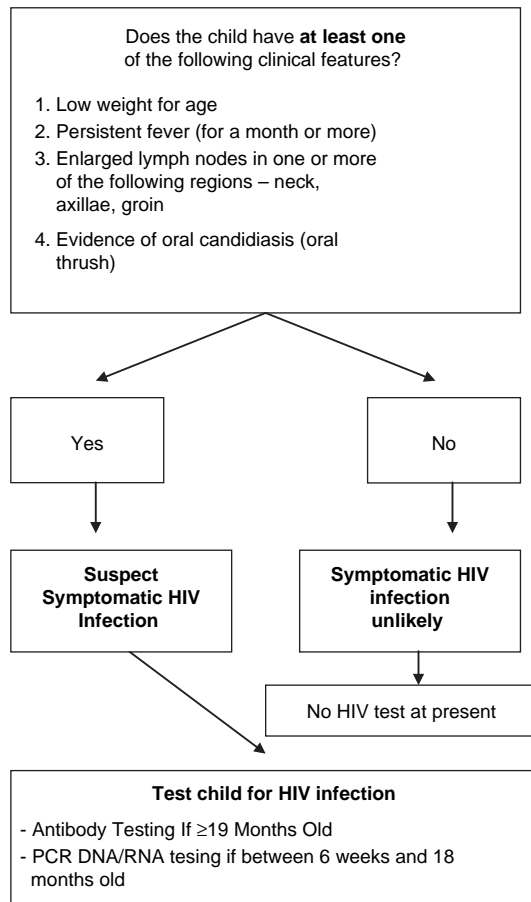 Does the child have at least one
of the following clinical features?
1. Low weight for age
2. Persistent fever (for a month or more)
3. Enlarged lymph nodes in one or more
of the following regions – neck,
axillae, groin
4. Evidence of oral candidiasis (oral
thrush)
Yes
No
Suspect
Symptomatic HIV
Infection
Symptomatic HIV
infection
unlikely
No HIV test at present
Test child for HIV infection
- Antibody Testing If ≥19 Months Old
- PCR DNA/RNA tesing if between 6 weeks and 18
months old